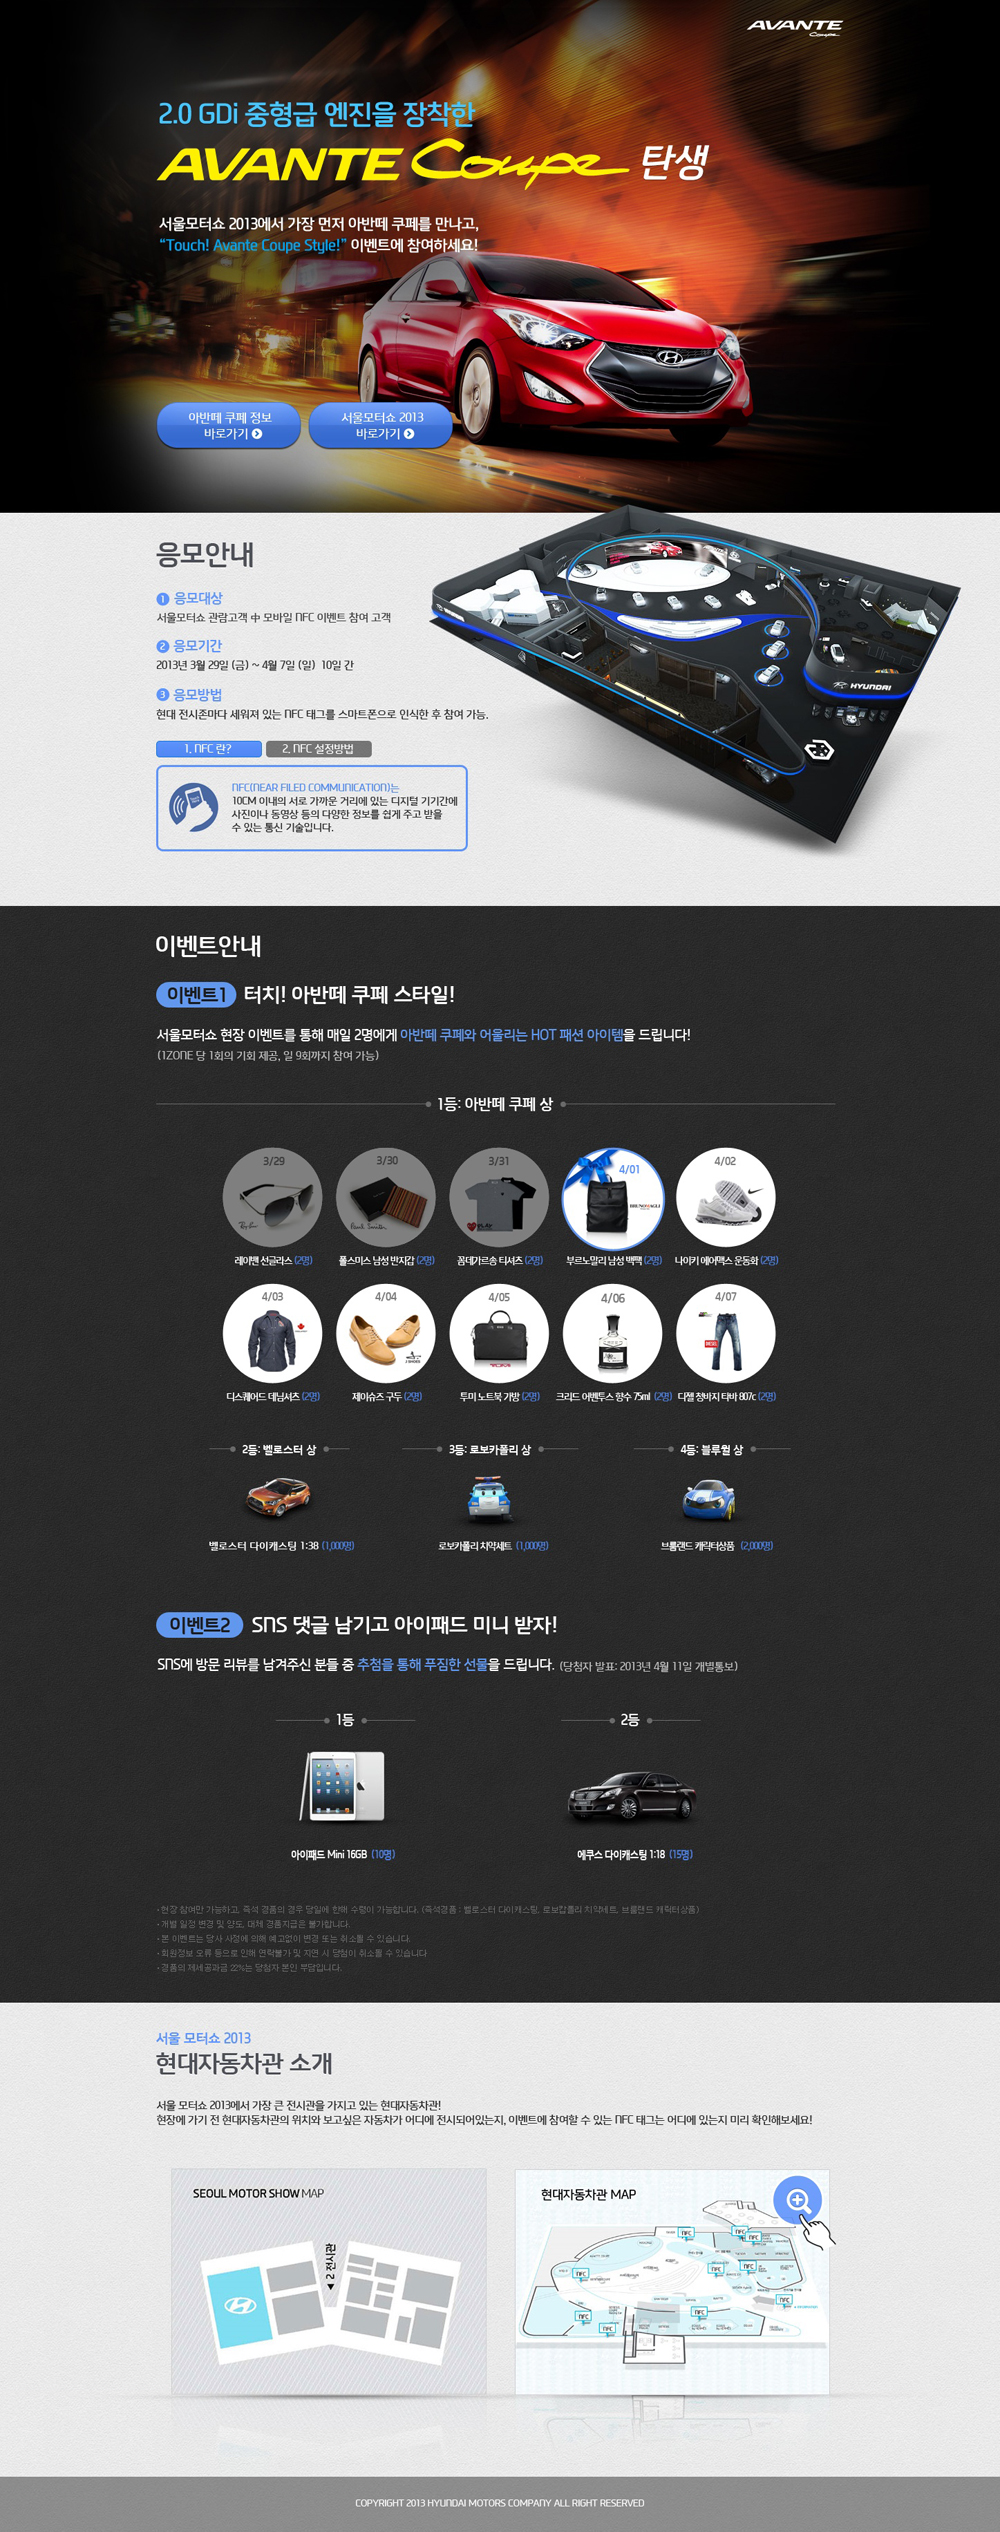 AVANTE
Coupe
2.0 GDi 중형급 엔진을 장착한
AVANTE Coupe 탄생
서울모터쇼 2013에서 가장 먼저 아반떼 쿠페를 만나고,
“Touch! Avante Coupe Style!” 이벤트에 참여하세요!
아반떼 쿠페 정보
바로가기
서울모터쇼 2013
바로가기
응모안내
1 응모대상
서울모터쇼 관람고객 中 모바일 NFC 이벤트 참여 고객
2 응모기간
2013년 3월 29일 (금) ~ 4월 7일 (일) 10일 간
3 응모방법
현대 전시존마다 세워져 있는 NFC 태그를 스마트폰으로 인식한 후 참여 가능.
1. NFC 란?
2. NFC 설정방법
NFC(NEAR FILED COMMUNICATION)는
10CM 이내의 서로 가까운 거리에 있는 디지털 기기간에
사진이나 동영상 등의 다양한 정보를 쉽게 주고 받을
수 있는 통신 기술입니다.
HYUNDAI
이벤트안내
이벤트1 터치! 아반떼 쿠페 스타일!
서울모터쇼 현장 이벤트를 통해 매일 2명에게 아반떼 쿠페와 어울리는 HOT 패션 아이템을 드립니다!
(1ZONE 당 1회의 기회 제공, 일 9회까지 참여 가능)
1등: 아반떼 쿠페 상
3/29
3/30
3/31
4/01
4/02
Ray-Ban
Paul Smith
PLAY
BRUNOMAGLI
레이밴 선글라스 (2명)
폴스미스 남성 반지갑 (2명)
꼼데가르송 티셔츠 (2명)
부르노말리 남성 백팩 (2명)
나이키 에어맥스 운동화 (2명)
4/03
4/04
4/05
4/06
4/07
J SHOES
TUMI
DIESEL
디스퀘어드 데님셔츠 (2명)
제이슈즈 구두 (2명)
투미 노트북 가방 (2명)
크리드 어벤투스 향수 75ml (2명)
디젤 청바지 타바 807c (2명)
2등: 벨로스터 상
3등: 로보카폴리 상
4등: 블루윌 상
벨로스터 다이캐스팅 1:38 (1,000명)
로보카폴리 치약세트 (1,000명)
브룸랜드 캐릭터상품 (2,000명)
이벤트2 SNS 댓글 남기고 아이패드 미니 받자!
SNS에 방문 리뷰를 남겨주신 분들 중 추첨을 통해 푸짐한 선물을 드립니다. (당첨자 발표: 2013년 4월 11일 개별통보)
1등
2등
아이패드 Mini 16GB (10명)
에쿠스 다이캐스팅 1:18 (15명)
· 현장 참여만 가능하고, 즉석 경품의 경우 당일에 한해 수령이 가능합니다. (즉석경품 : 벨로스터 다이캐스팅, 로보캅폴리 치약세트, 브룸랜드 캐릭터상품)
· 개별 일정 변경 및 양도, 대체 경품지급은 불가합니다.
· 본 이벤트는 당사 사정에 의해 예고없이 변경 또는 취소될 수 있습니다.
· 회원정보 오류 등으로 인해 연락불가 및 지연 시 당첨이 취소될 수 있습니다
· 경품의 제세공과금 22%는 당첨자 본인 부담입니다.
서울 모터쇼 2013
현대자동차관 소개
서울 모터쇼 2013에서 가장 큰 전시관을 가지고 있는 현대자동차관!
현장에 가기 전 현대자동차관의 위치와 보고싶은 자동차가 어디에 전시되어있는지, 이벤트에 참여할 수 있는 NFC 태그는 어디에 있는지 미리 확인해보세요!
SEOUL MOTOR SHOW MAP
◀ 2 전시관
현대자동차관 MAP
NFC
NFC
NFC
NFC
NFC
NFC
NFC
NFC
NFC
COPYRIGHT 2013 HYUNDAI MOTORS COMPANY ALL RIGHT RESERVED